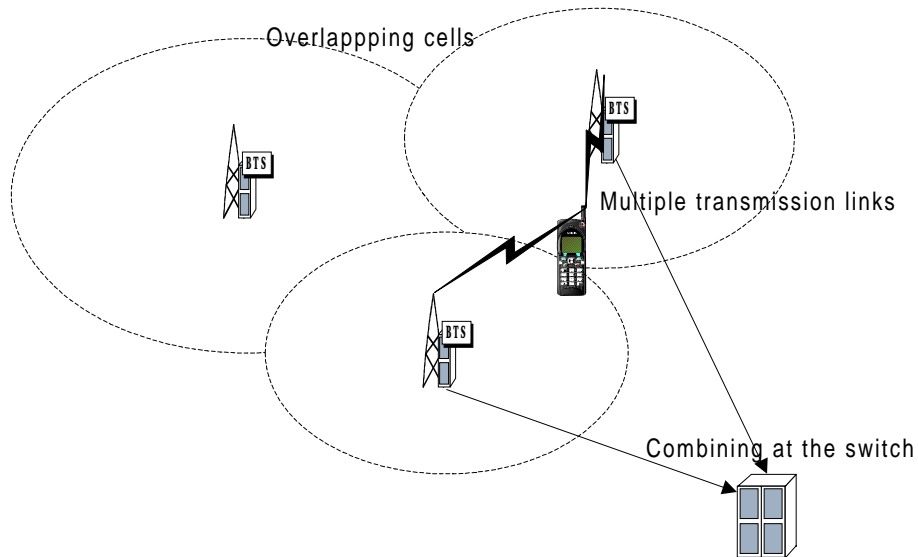 Overlappping cells
BTS
BTS
Multiple transmission links
BTS
Combining at the switch